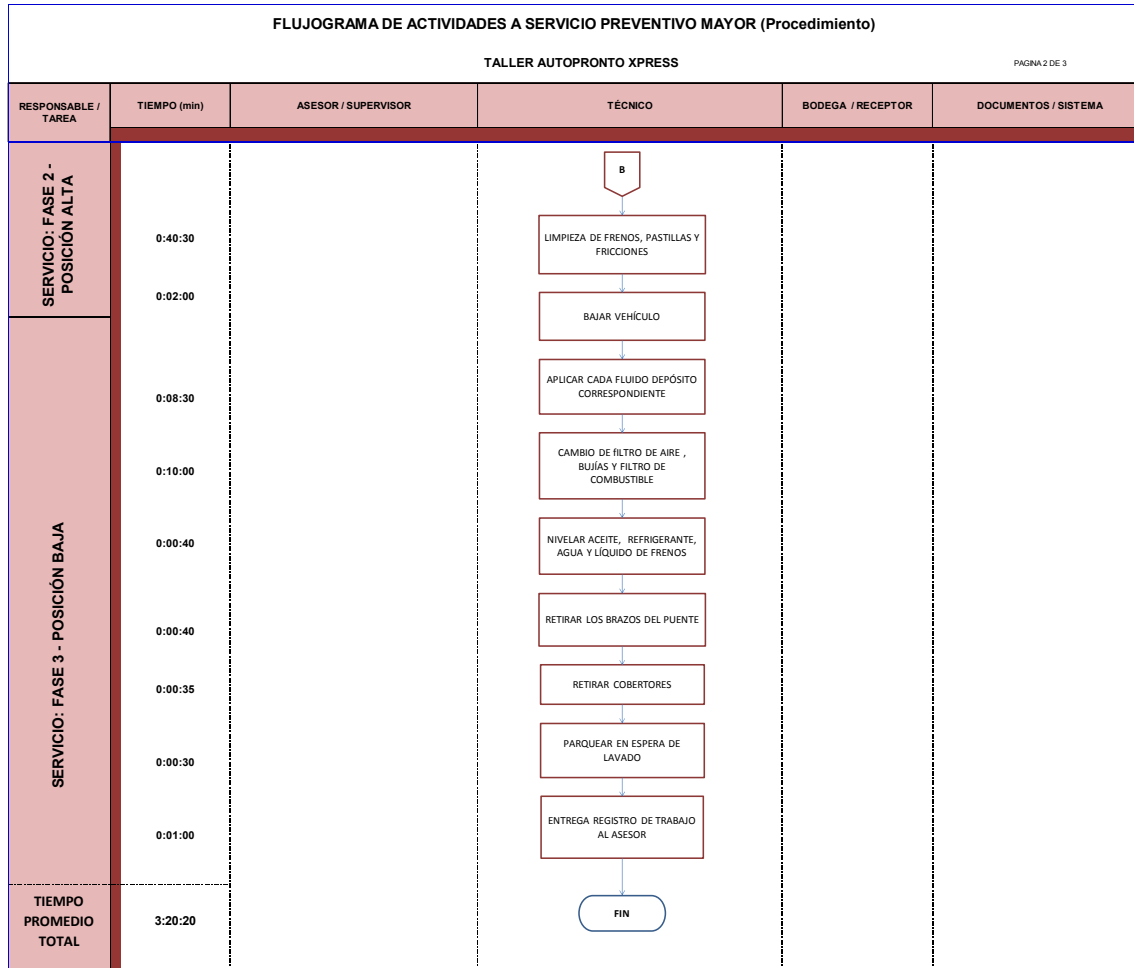 FLUJOGRAMA DE ACTIVIDADES A SERVICIO PREVENTIVO MAYOR (Procedimiento)
TALLER AUTOPRONTO XPRESS
PAGINA 2 DE 3
RESPONSABLE /
TAREA
TIEMPO (min)
ASESOR / SUPERVISOR
TÉCNICO
BODEGA / RECEPTOR
DOCUMENTOS / SISTEMA
SERVICIO: FASE 2 -
POSICIÓN ALTA
B
0:40:30
LIMPIEZA DE FRENOS, PASTILLAS Y
FRICCIONES
0:02:00
BAJAR VEHÍCULO
SERVICIO: FASE 3 - POSICIÓN BAJA
0:08:30
APLICAR CADA FLUIDO DEPÓSITO
CORRESPONDIENTE
0:10:00
CAMBIO DE fILTRO DE AIRE ,
BUJÍAS Y FILTRO DE
COMBUSTIBLE
0:00:40
NIVELAR ACEITE, REFRIGERANTE,
AGUA Y LÍQUIDO DE FRENOS
0:00:40
RETIRAR LOS BRAZOS DEL PUENTE
0:00:35
RETIRAR COBERTORES
0:00:30
PARQUEAR EN ESPERA DE
LAVADO
0:01:00
ENTREGA REGISTRO DE TRABAJO
AL ASESOR
TIEMPO
PROMEDIO
TOTAL
3:20:20
FIN